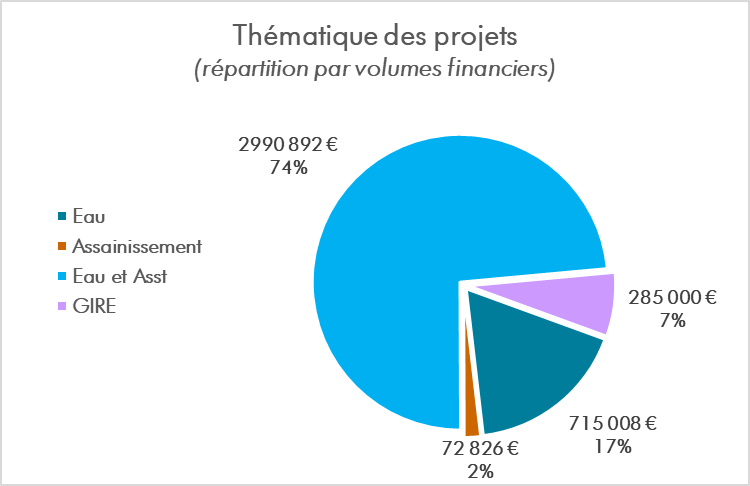 Thématique des projets
(répartition par volumes financiers)
2990 892 €
74%
Eau
Assainissement
Eau et Asst
GIRE
285 000 €
7%
715 008 €
17%
72 826 €
2%